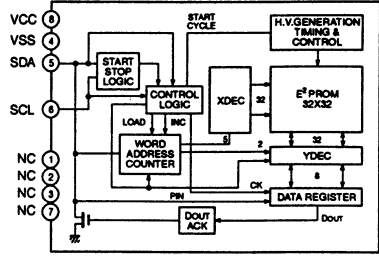 VCC 8
VSS 4
SDA 5
SCL 6
NC 1
NC 2
NC 3
NC 7
START
CYCLE
H.V. GENERATION
TIMING &
CONTROL
START
STOP
LOGIC
CONTROL
LOGIC
LOAD
INC
XDEC
32
E² PROM
32X32
WORD
ADDRESS
COUNTER
5
2
32
YDEC
8
CK
PIN
DATA REGISTER
DOUT
ACK
DOUT